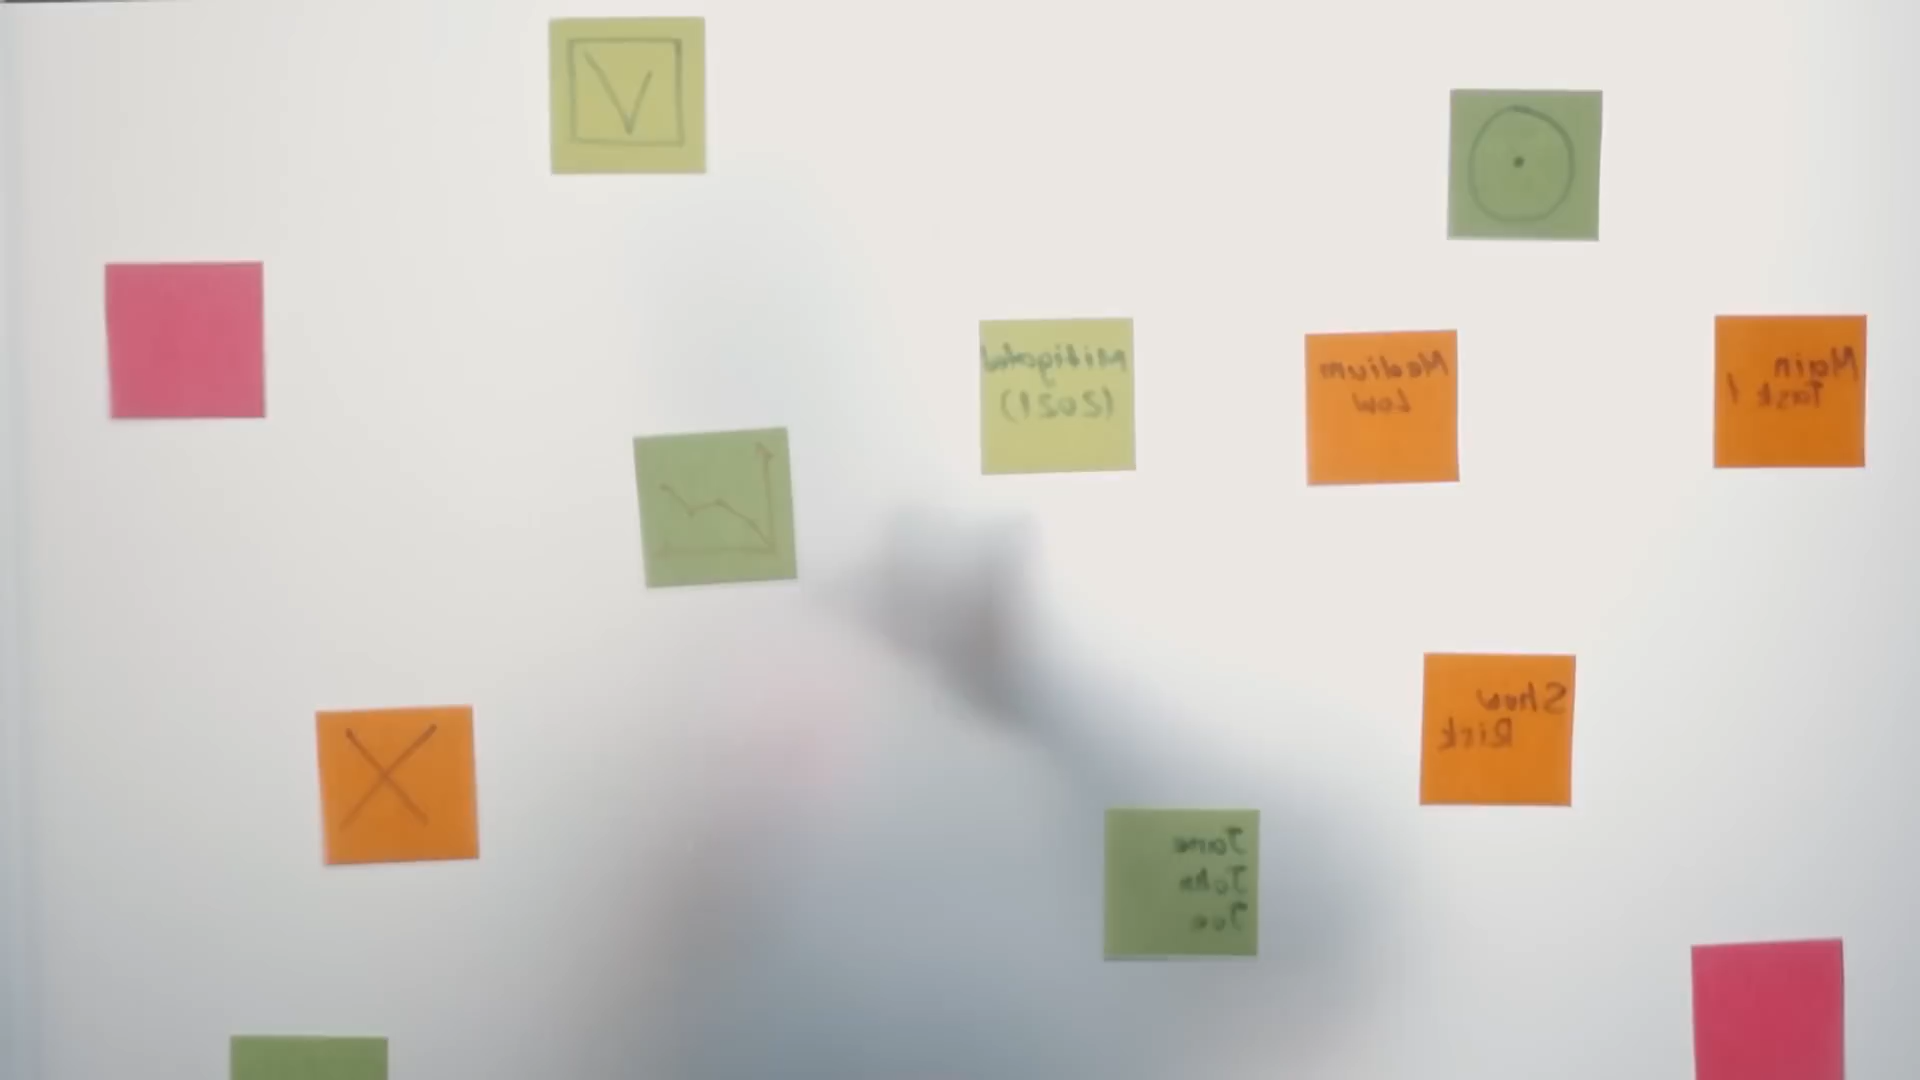 mitigated
(2021)
Medium
Low
Main
Task 1
Show
Risk
Jane
John
Joe